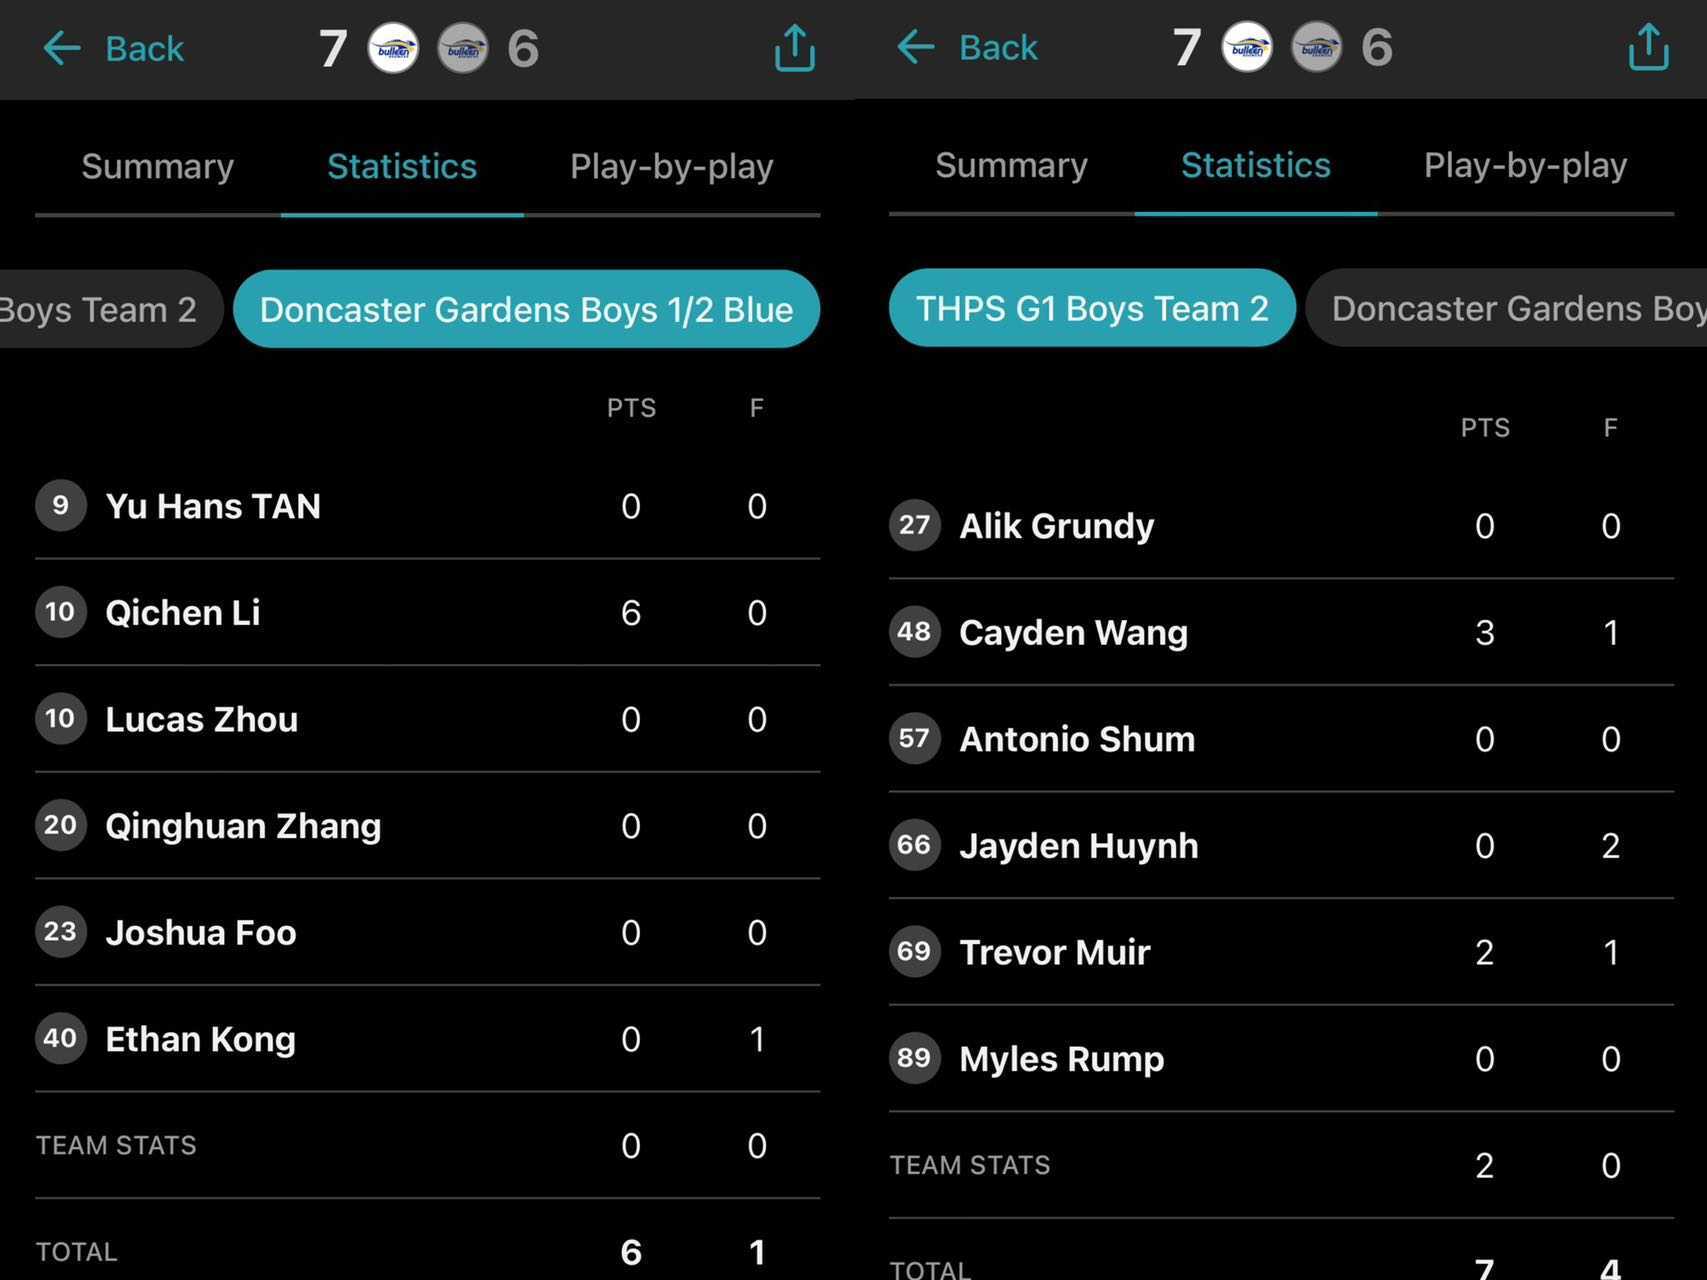 Back 7 bulleen bulleen 6
Summary Statistics Play-by-play
Boys Team 2 Doncaster Gardens Boys 1/2 Blue
PTS F
9 Yu Hans TAN 0 0
10 Qichen Li 6 0
10 Lucas Zhou 0 0
20 Qinghuan Zhang 0 0
23 Joshua Foo 0 0
40 Ethan Kong 0 1
TEAM STATS 0 0
TOTAL 6 1
Back 7 bulleen bulleen 6
Summary Statistics Play-by-play
THPS G1 Boys Team 2 Doncaster Gardens Boy
PTS F
27 Alik Grundy 0 0
48 Cayden Wang 3 1
57 Antonio Shum 0 0
66 Jayden Huynh 0 2
69 Trevor Muir 2 1
89 Myles Rump 0 0
TEAM STATS 2 0
TOTAL 7 4